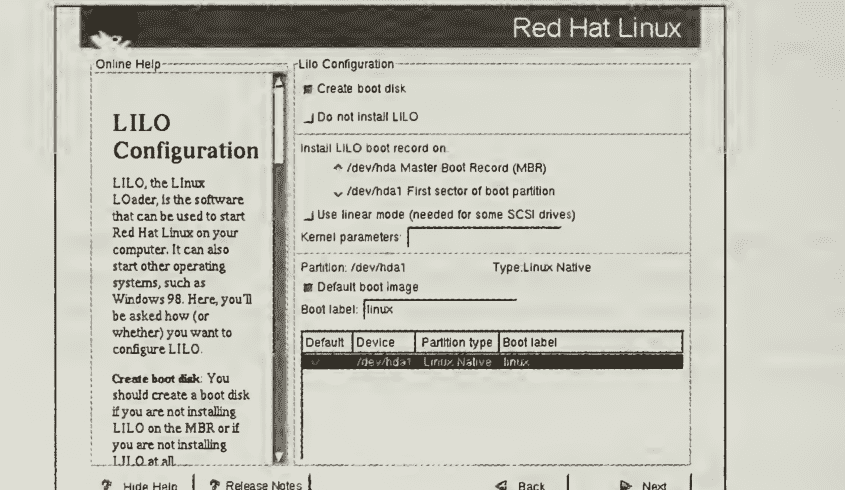 Red Hat Linux
Online Help
LILO
Configuration
LILO, the LInux
LOader, is the software
that can be used to start
Red Hat Linux on your
computer. It can also
start other operating
systems, such as
Windows 98. Here, you'll
be asked how (or
whether) you want to
configure LILO.
Create boot disk: You
should create a boot disk
if you are not installing
LILO on the MBR or if
you are not installing
LILO at all
Lilo Configuration
Create boot disk
Do not install LILO
Install LILO boot record on:
/dev/hda Master Boot Record (MBR)
/dev/hda1 First sector of boot partition
Use linear mode (needed for some SCSI drives)
Kernel parameters:
Partition: /dev/hda1 Type:Linux Native
Default boot image
Boot label: linux
Default Device Partition type Boot label
/dev/hda1 Linux Native linux
Hide Help Release Notes Back Next